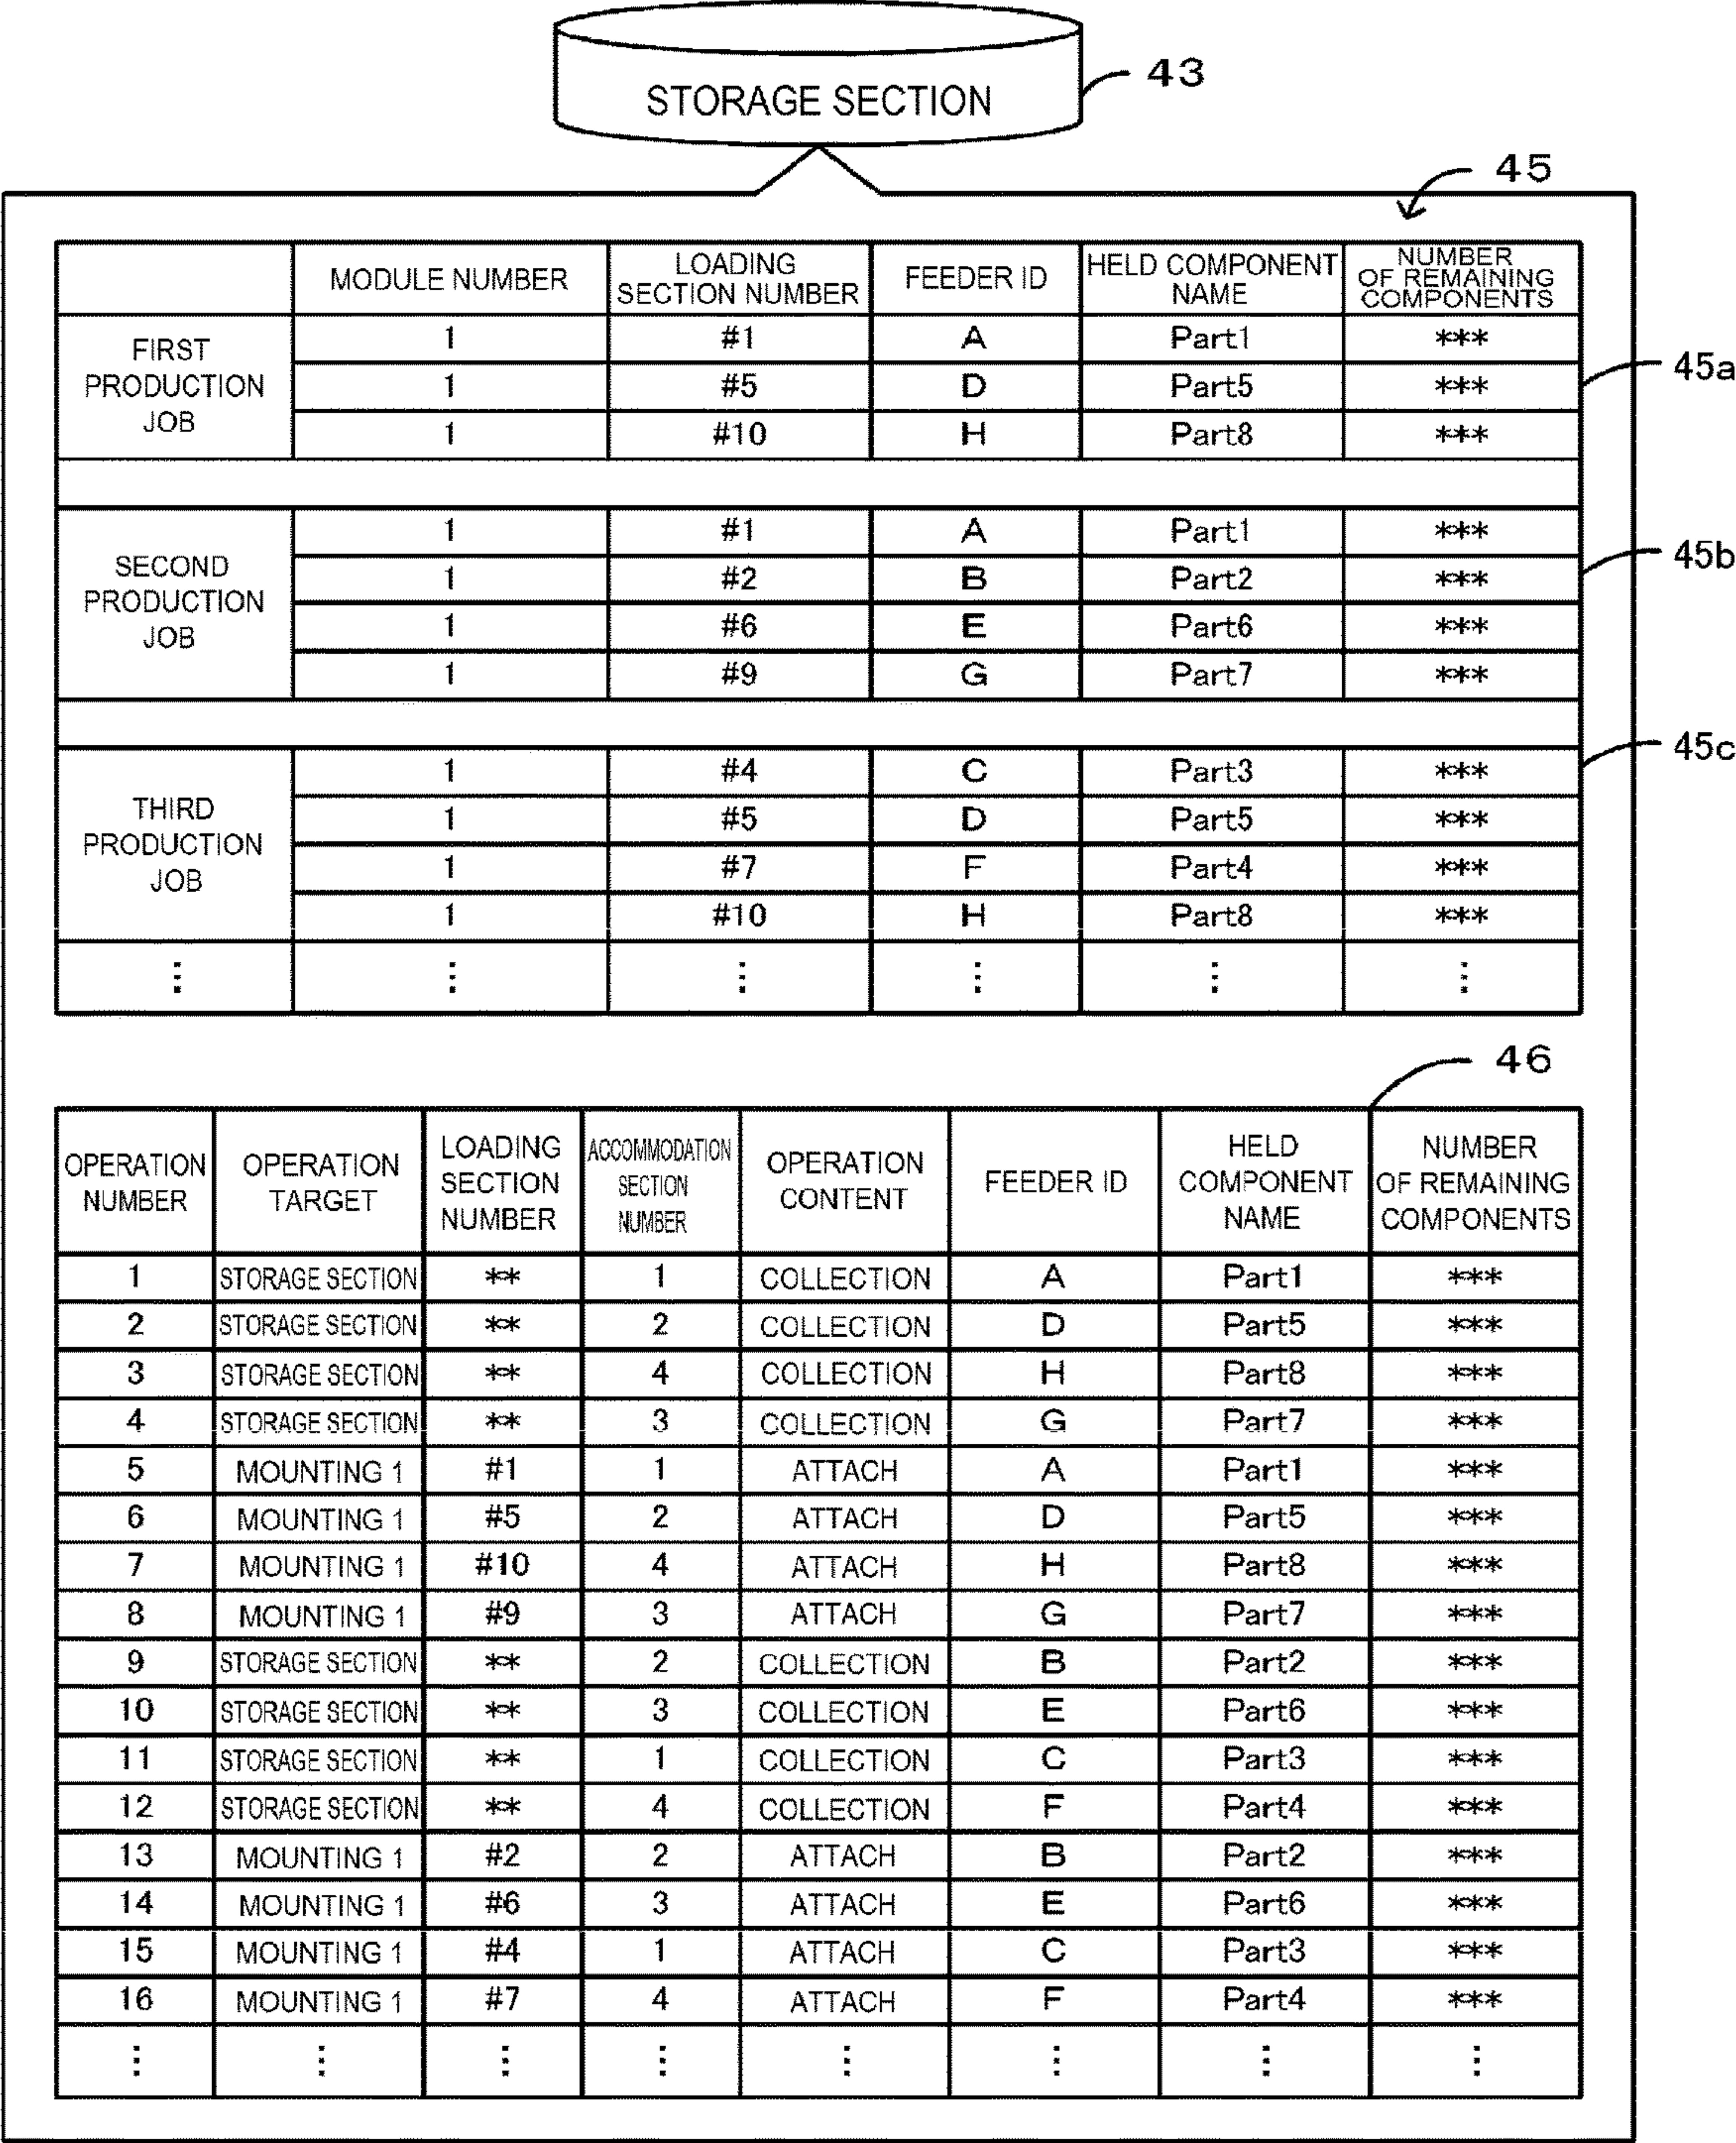 STORAGE SECTION
43
45
MODULE NUMBER
LOADING
SECTION NUMBER
FEEDER ID
HELD COMPONENT
NAME
NUMBER
OF REMAINING
COMPONENTS
FIRST
PRODUCTION
JOB
1 #1 A Part1 ***
1 #5 D Part5 ***
1 #10 H Part8 ***
45a
SECOND
PRODUCTION
JOB
1 #1 A Part1 ***
1 #2 B Part2 ***
1 #6 E Part6 ***
1 #9 G Part7 ***
45b
THIRD
PRODUCTION
JOB
1 #4 C Part3 ***
1 #5 D Part5 ***
1 #7 F Part4 ***
1 #10 H Part8 ***
45c
⋮ ⋮ ⋮ ⋮ ⋮ ⋮
46
OPERATION
NUMBER
OPERATION
TARGET
LOADING
SECTION
NUMBER
ACCOMMODATION
SECTION
NUMBER
OPERATION
CONTENT
FEEDER ID
HELD
COMPONENT
NAME
NUMBER
OF REMAINING
COMPONENTS
1 STORAGE SECTION ** 1 COLLECTION A Part1 ***
2 STORAGE SECTION ** 2 COLLECTION D Part5 ***
3 STORAGE SECTION ** 4 COLLECTION H Part8 ***
4 STORAGE SECTION ** 3 COLLECTION G Part7 ***
5 MOUNTING 1 #1 1 ATTACH A Part1 ***
6 MOUNTING 1 #5 2 ATTACH D Part5 ***
7 MOUNTING 1 #10 4 ATTACH H Part8 ***
8 MOUNTING 1 #9 3 ATTACH G Part7 ***
9 STORAGE SECTION ** 2 COLLECTION B Part2 ***
10 STORAGE SECTION ** 3 COLLECTION E Part6 ***
11 STORAGE SECTION ** 1 COLLECTION C Part3 ***
12 STORAGE SECTION ** 4 COLLECTION F Part4 ***
13 MOUNTING 1 #2 2 ATTACH B Part2 ***
14 MOUNTING 1 #6 3 ATTACH E Part6 ***
15 MOUNTING 1 #4 1 ATTACH C Part3 ***
16 MOUNTING 1 #7 4 ATTACH F Part4 ***
⋮ ⋮ ⋮ ⋮ ⋮ ⋮ ⋮ ⋮